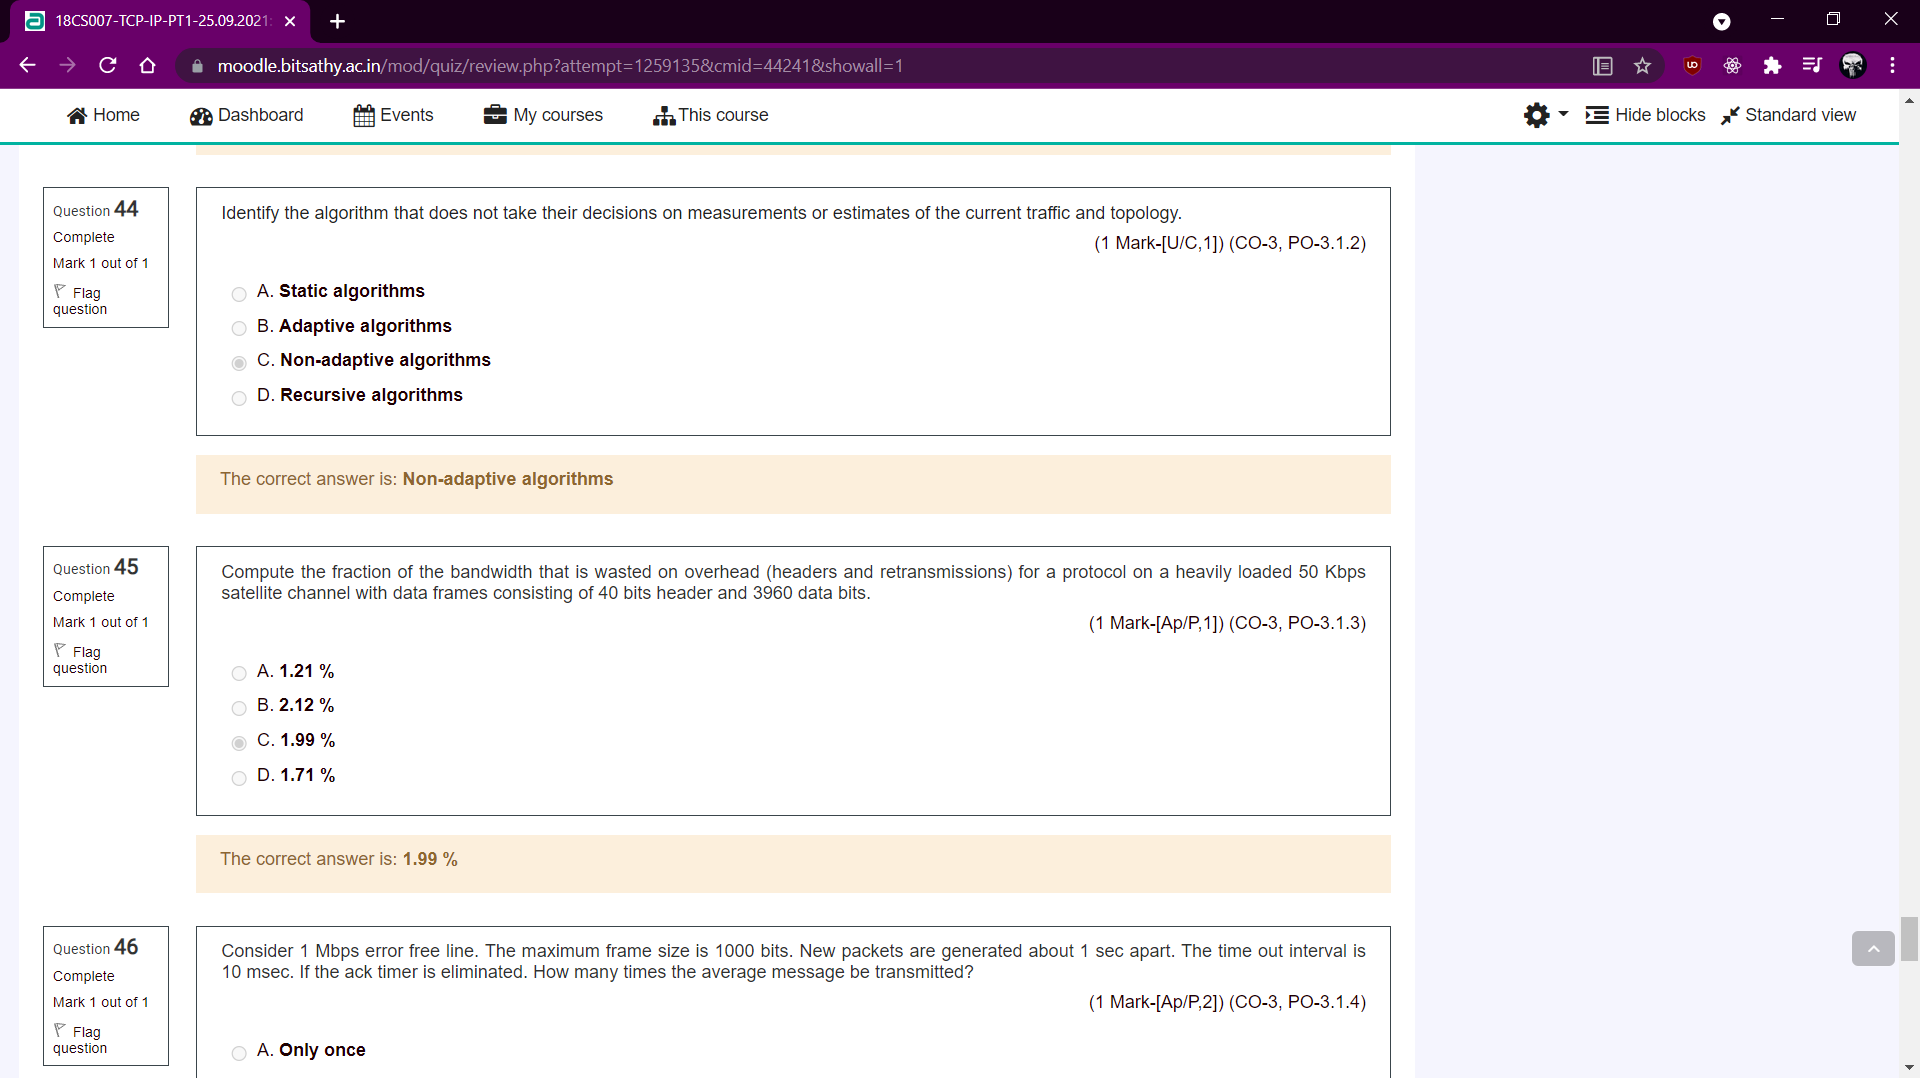 18CS007-TCP-IP-PT1-25.09.2021
moodle.bitsathy.ac.in/mod/quiz/review.php?attempt=1259135&cmid=44241&showall=1
Home
Dashboard
Events
My courses
This course
Hide blocks
Standard view
Question 44
Complete
Mark 1 out of 1
Flag
question
Identify the algorithm that does not take their decisions on measurements or estimates of the current traffic and topology.
(1 Mark-[U/C,1]) (CO-3, PO-3.1.2)
A. Static algorithms
B. Adaptive algorithms
C. Non-adaptive algorithms
D. Recursive algorithms
The correct answer is: Non-adaptive algorithms
Question 45
Complete
Mark 1 out of 1
Flag
question
Compute the fraction of the bandwidth that is wasted on overhead (headers and retransmissions) for a protocol on a heavily loaded 50 Kbps
satellite channel with data frames consisting of 40 bits header and 3960 data bits.
(1 Mark-[Ap/P,1]) (CO-3, PO-3.1.3)
A. 1.21 %
B. 2.12 %
C. 1.99 %
D. 1.71 %
The correct answer is: 1.99 %
Question 46
Complete
Mark 1 out of 1
Flag
question
Consider 1 Mbps error free line. The maximum frame size is 1000 bits. New packets are generated about 1 sec apart. The time out interval is
10 msec. If the ack timer is eliminated. How many times the average message be transmitted?
(1 Mark-[Ap/P,2]) (CO-3, PO-3.1.4)
A. Only once